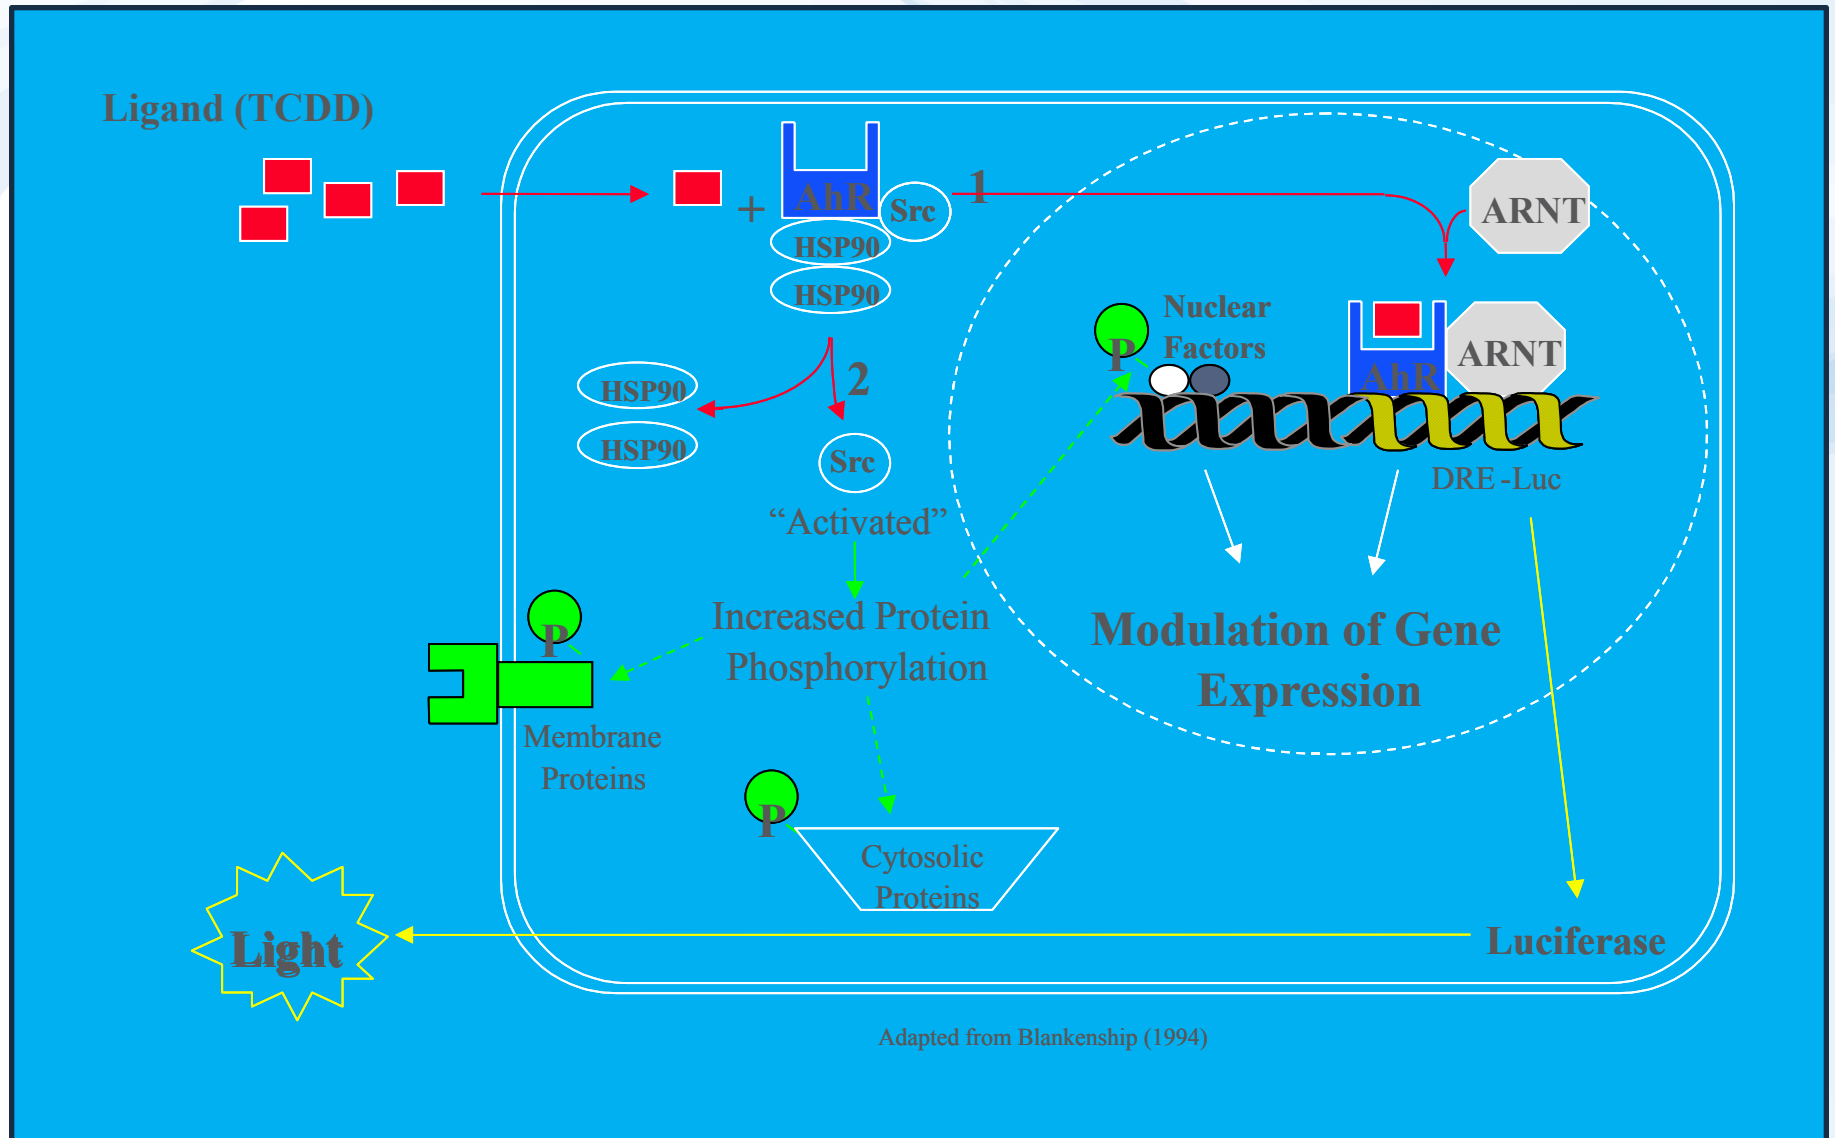 Ligand (TCDD)
+
AhR
Src
HSP90
HSP90
1
ARNT
2
HSP90
HSP90
Src
“Activated”
Increased Protein
Phosphorylation
P
Membrane
Proteins
P
Cytosolic
Proteins
P
Nuclear
Factors
AhR
ARNT
DRE-Luc
Modulation of Gene
Expression
Luciferase
Light
Adapted from Blankenship (1994)